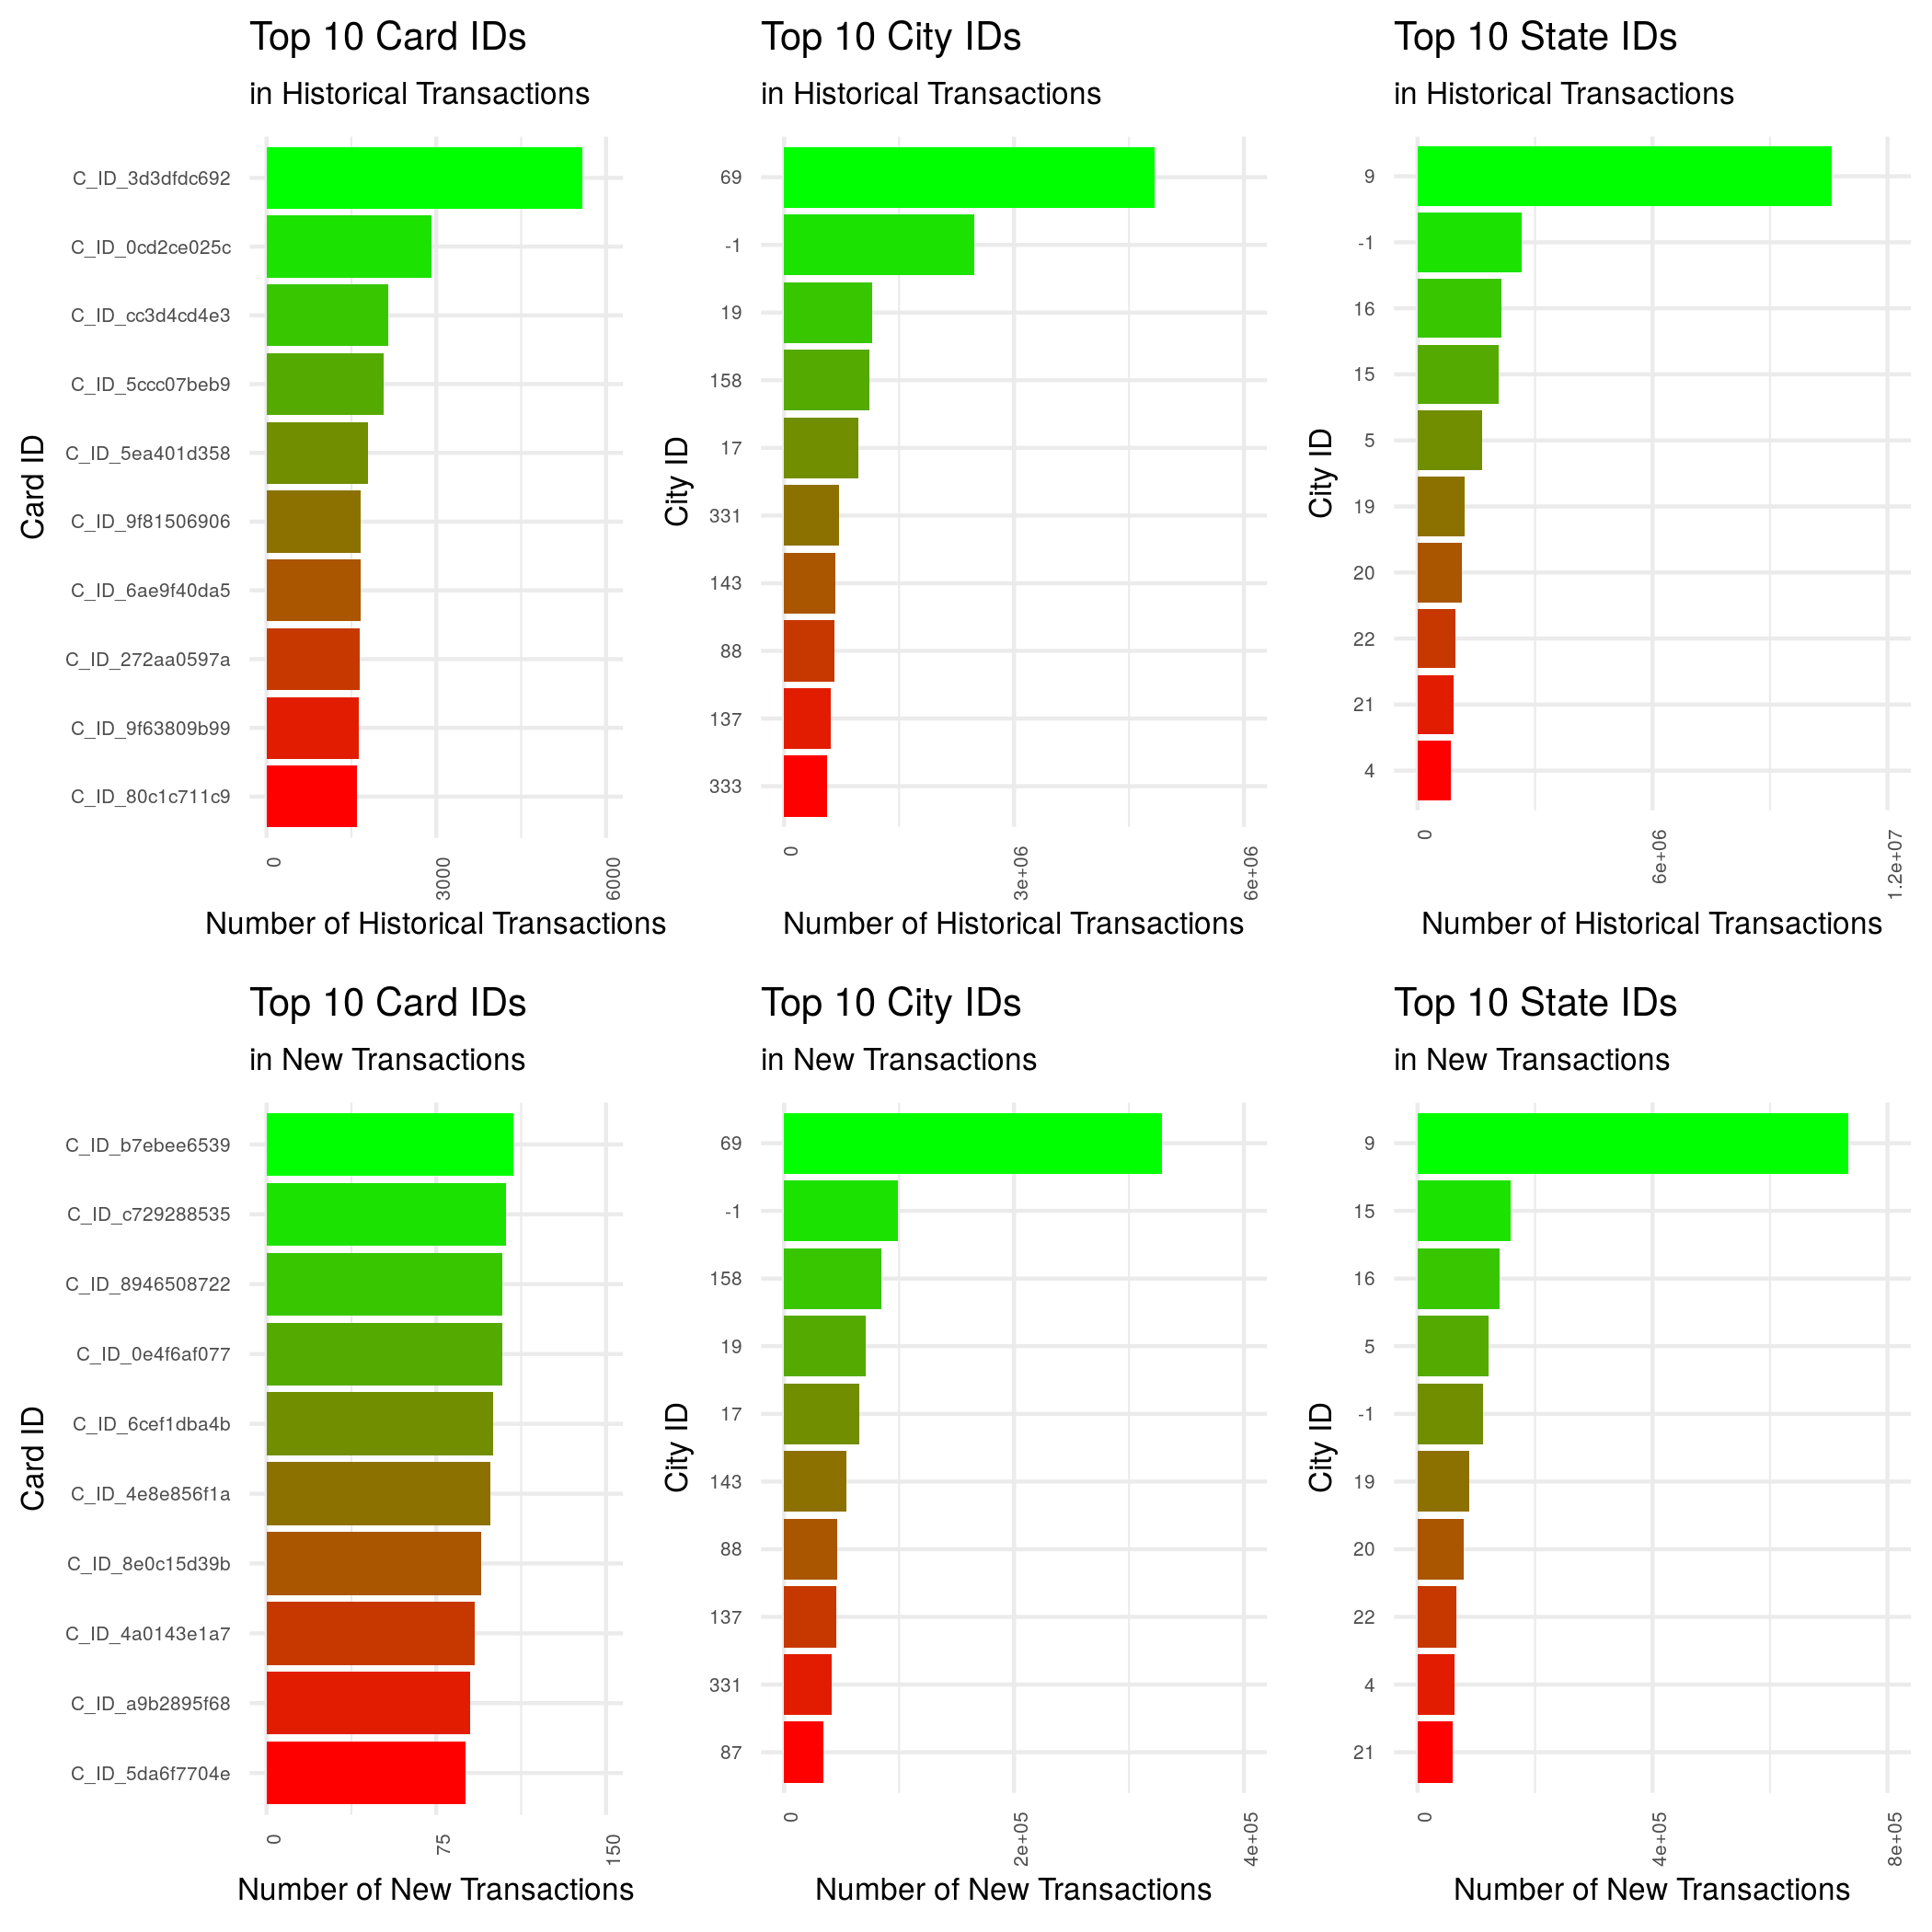 Top 10 Card IDs
in Historical Transactions
Card ID
C_ID_3d3dfdc692
C_ID_0cd2ce025c
C_ID_cc3d4cd4e3
C_ID_5ccc07beb9
C_ID_5ea401d358
C_ID_9f81506906
C_ID_6ae9f40da5
C_ID_272aa0597a
C_ID_9f63809b99
C_ID_80c1c711c9
0
3000
6000
Number of Historical Transactions
Top 10 City IDs
in Historical Transactions
City ID
69
-1
19
158
17
331
143
88
137
333
0
3e+06
6e+06
Number of Historical Transactions
Top 10 State IDs
in Historical Transactions
City ID
9
-1
16
15
5
19
20
22
21
4
0
6e+06
1.2e+07
Number of Historical Transactions
Top 10 Card IDs
in New Transactions
Card ID
C_ID_b7ebee6539
C_ID_c729288535
C_ID_8946508722
C_ID_0e4f6af077
C_ID_6cef1dba4b
C_ID_4e8e856f1a
C_ID_8e0c15d39b
C_ID_4a0143e1a7
C_ID_a9b2895f68
C_ID_5da6f7704e
0
75
150
Number of New Transactions
Top 10 City IDs
in New Transactions
City ID
69
-1
158
19
17
143
88
137
331
87
0
2e+05
4e+05
Number of New Transactions
Top 10 State IDs
in New Transactions
City ID
9
15
16
5
-1
19
20
22
4
21
0
4e+05
8e+05
Number of New Transactions